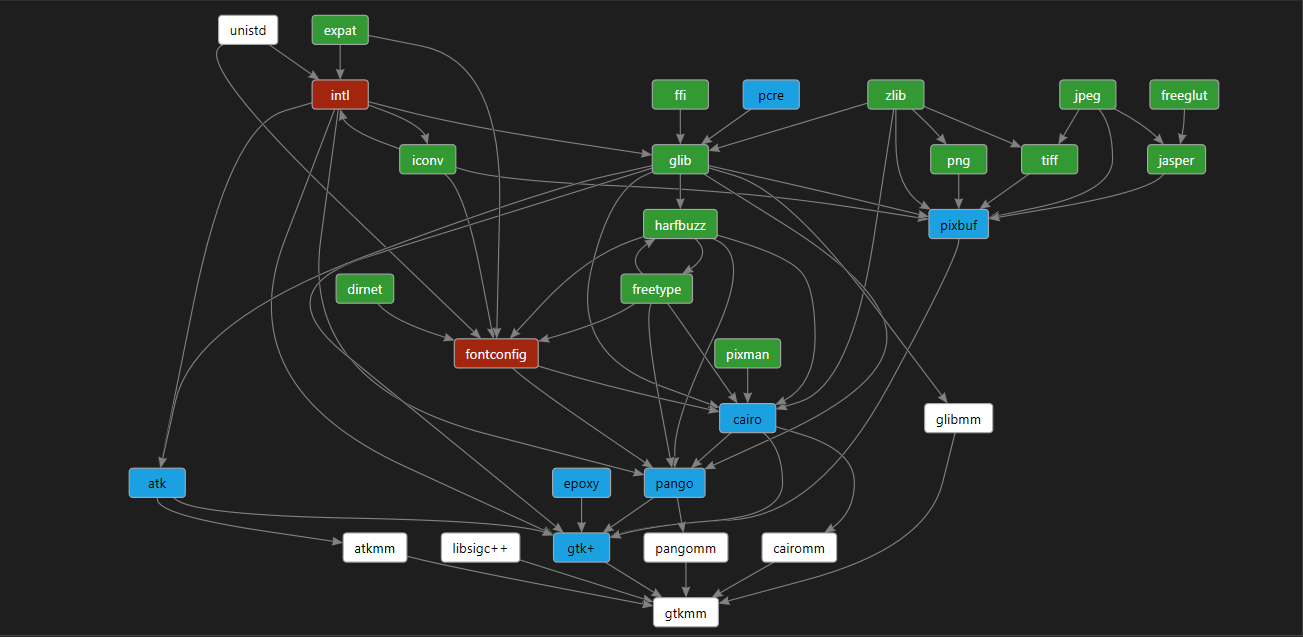 unistd
expat
intl
ffi
pcre
zlib
jpeg
freeglut
iconv
glib
png
tiff
jasper
harfbuzz
pixbuf
dirnet
freetype
fontconfig
pixman
cairo
glibmm
atk
epoxy
pango
atkmm
libsigc++
gtk+
pangomm
cairomm
gtkmm